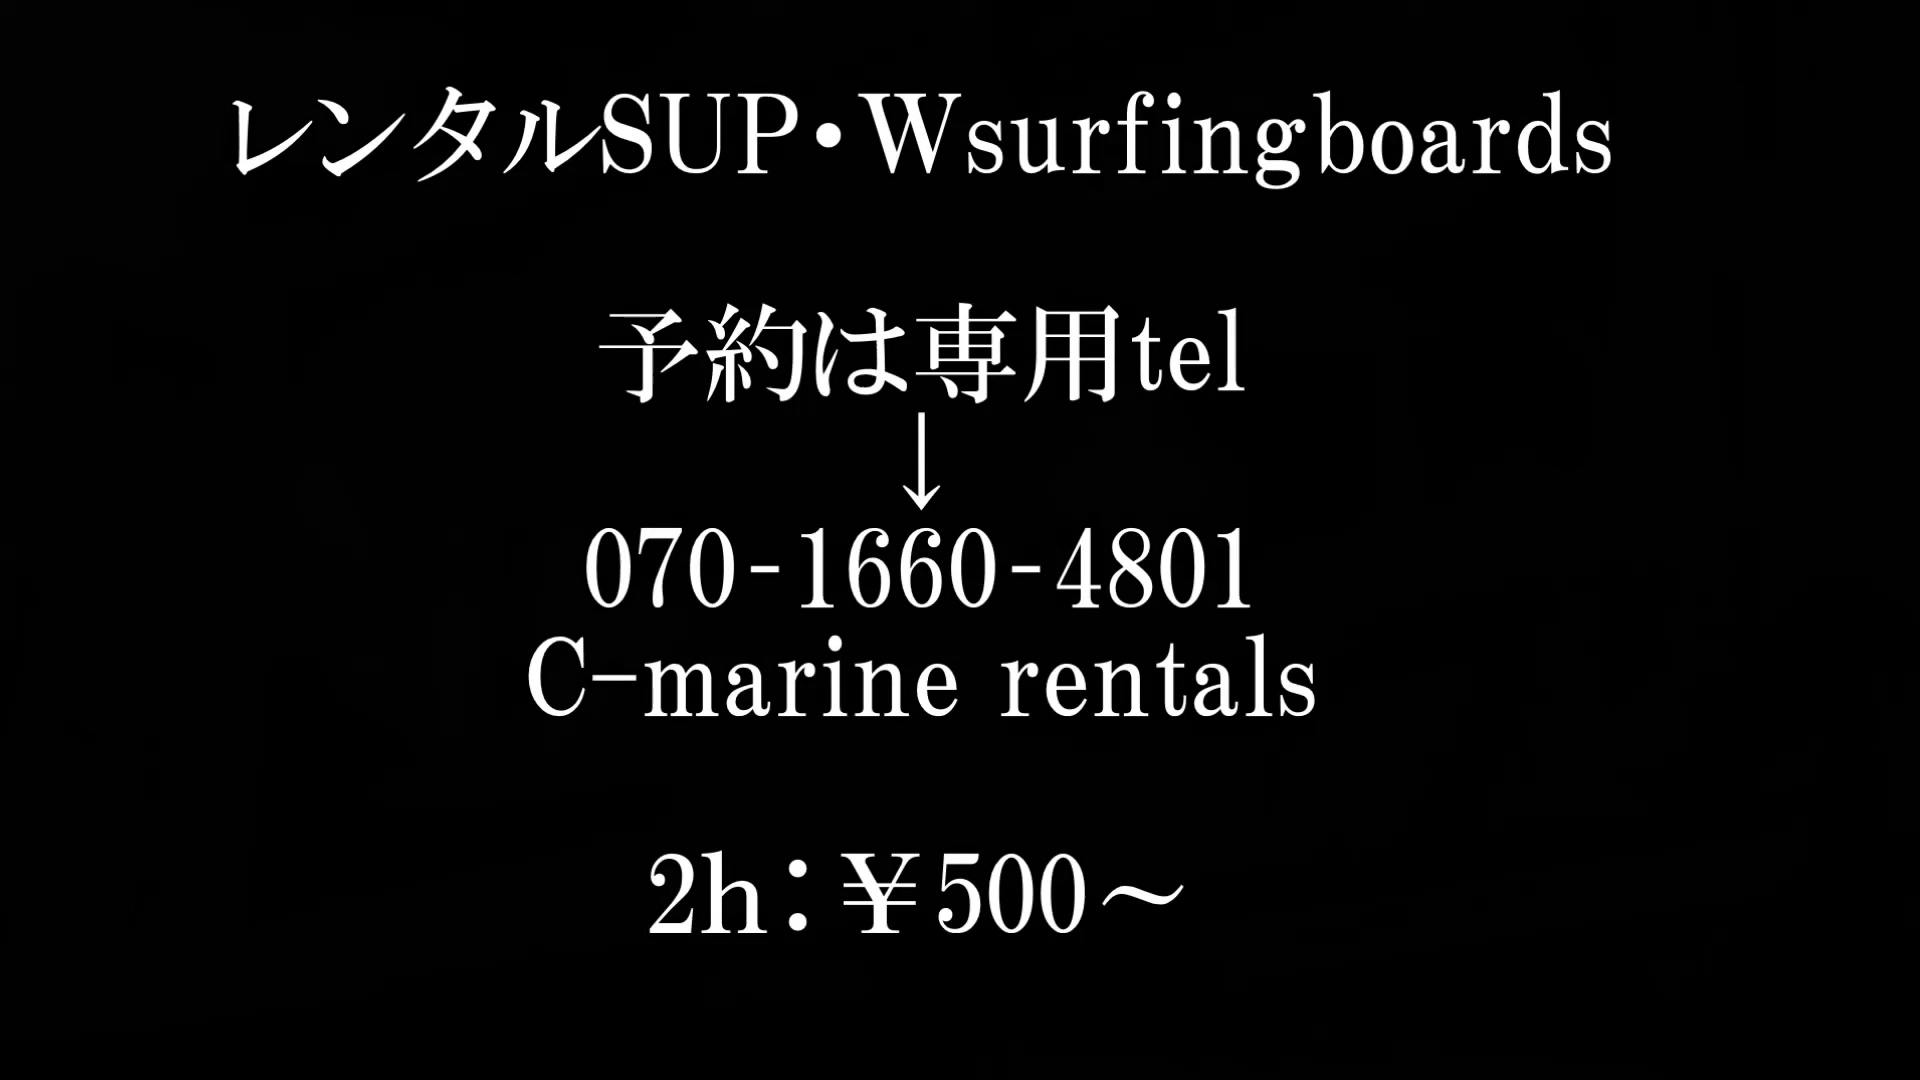 レンタルSUP・Wsurfingboards
予約は専用tel
↓
070-1660-4801
C-marine rentals
2h：￥500～